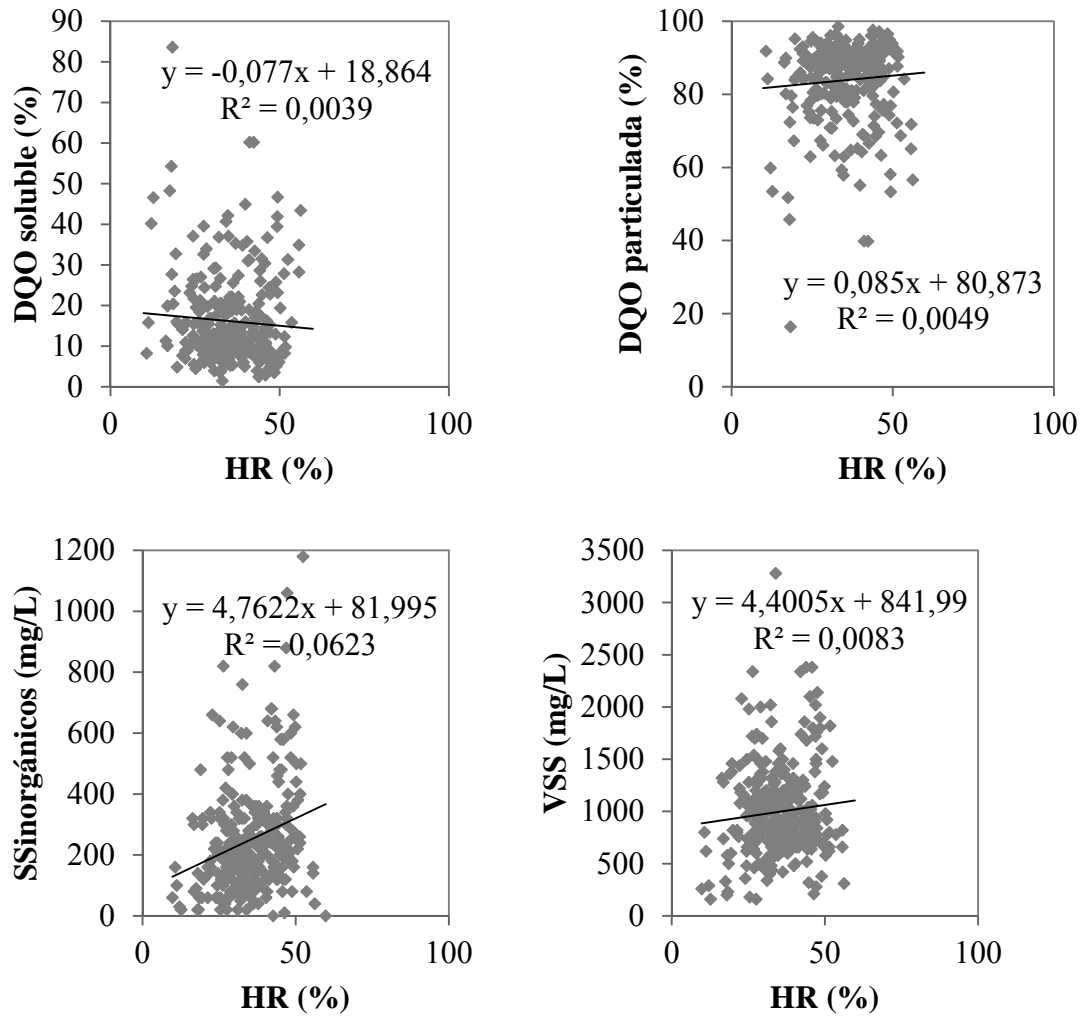 DQO soluble (%)
90
80
70
60
50
40
30
20
10
0
y = -0,077x + 18,864
R² = 0,0039
0 50 100
HR (%)
DQO particulada (%)
100
80
60
40
20
0
y = 0,085x + 80,873
R² = 0,0049
0 50 100
HR (%)
SSinorgánicos (mg/L)
1200
1000
800
600
400
200
0
y = 4,7622x + 81,995
R² = 0,0623
0 50 100
HR (%)
VSS (mg/L)
3500
3000
2500
2000
1500
1000
500
0
y = 4,4005x + 841,99
R² = 0,0083
0 50 100
HR (%)